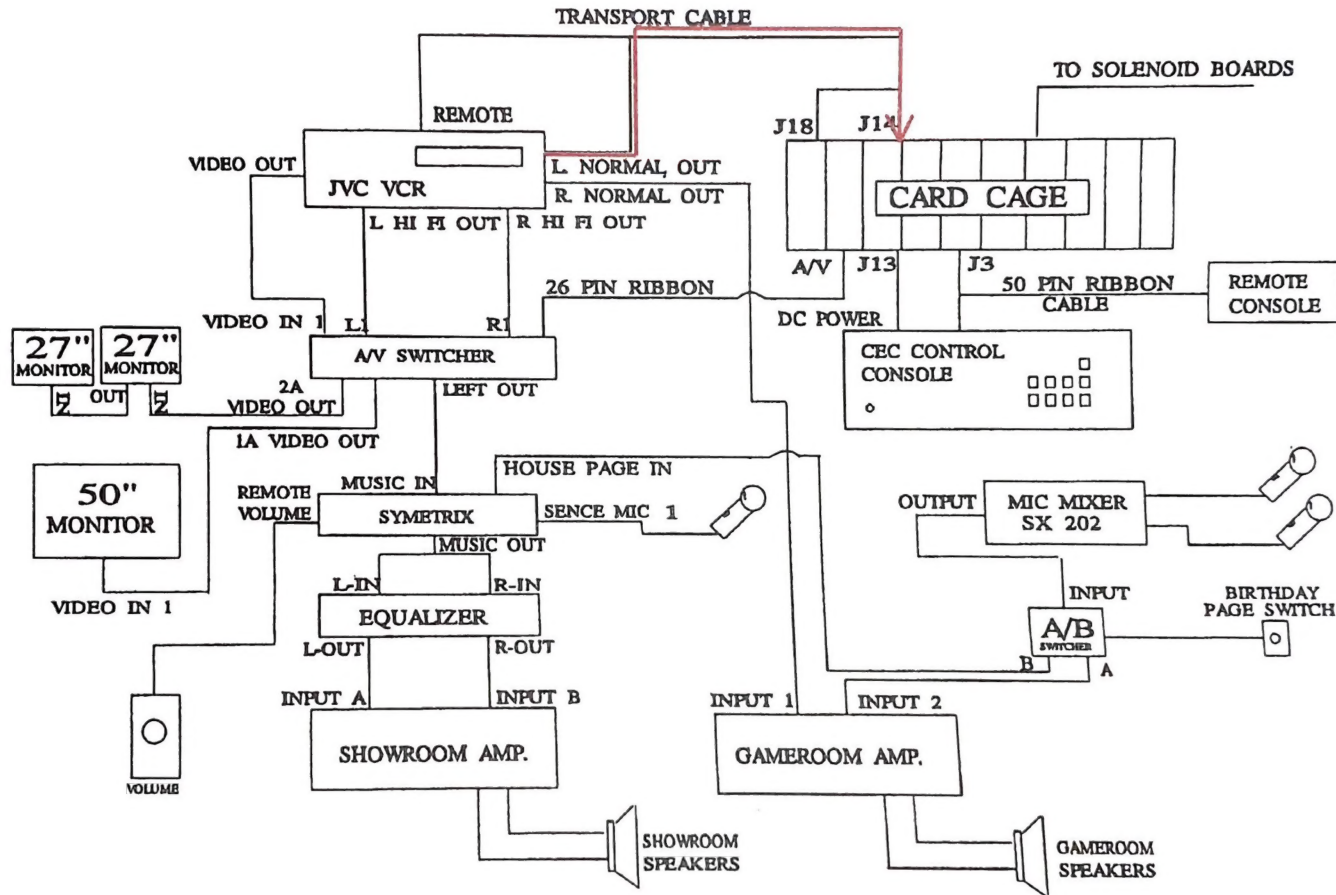 TRANSPORT CABLE
TO SOLENOID BOARDS
REMOTE
J18
J14
VIDEO OUT
JVC VCR
L. NORMAL, OUT
R. NORMAL OUT
CARD CAGE
L HI FI OUT
R HI FI OUT
A/V
J13
J3
26 PIN RIBBON
50 PIN RIBBON
CABLE
REMOTE
CONSOLE
VIDEO IN 1
L1
R1
DC POWER
27"
MONITOR
27"
MONITOR
A/V SWITCHER
CEC CONTROL
CONSOLE
IN
OUT
IN
2A
VIDEO OUT
LEFT OUT
1A VIDEO OUT
HOUSE PAGE IN
50"
MONITOR
MUSIC IN
REMOTE
VOLUME
SYMETRIX
SENCE MIC 1
OUTPUT
MIC MIXER
SX 202
MUSIC OUT
L-IN
R-IN
VIDEO IN 1
EQUALIZER
INPUT
BIRTHDAY
PAGE SWITCH
A/B
SWITCHER
L-OUT
R-OUT
B
A
INPUT A
INPUT B
INPUT 1
INPUT 2
SHOWROOM AMP.
GAMEROOM AMP.
VOLUME
SHOWROOM
SPEAKERS
GAMEROOM
SPEAKERS